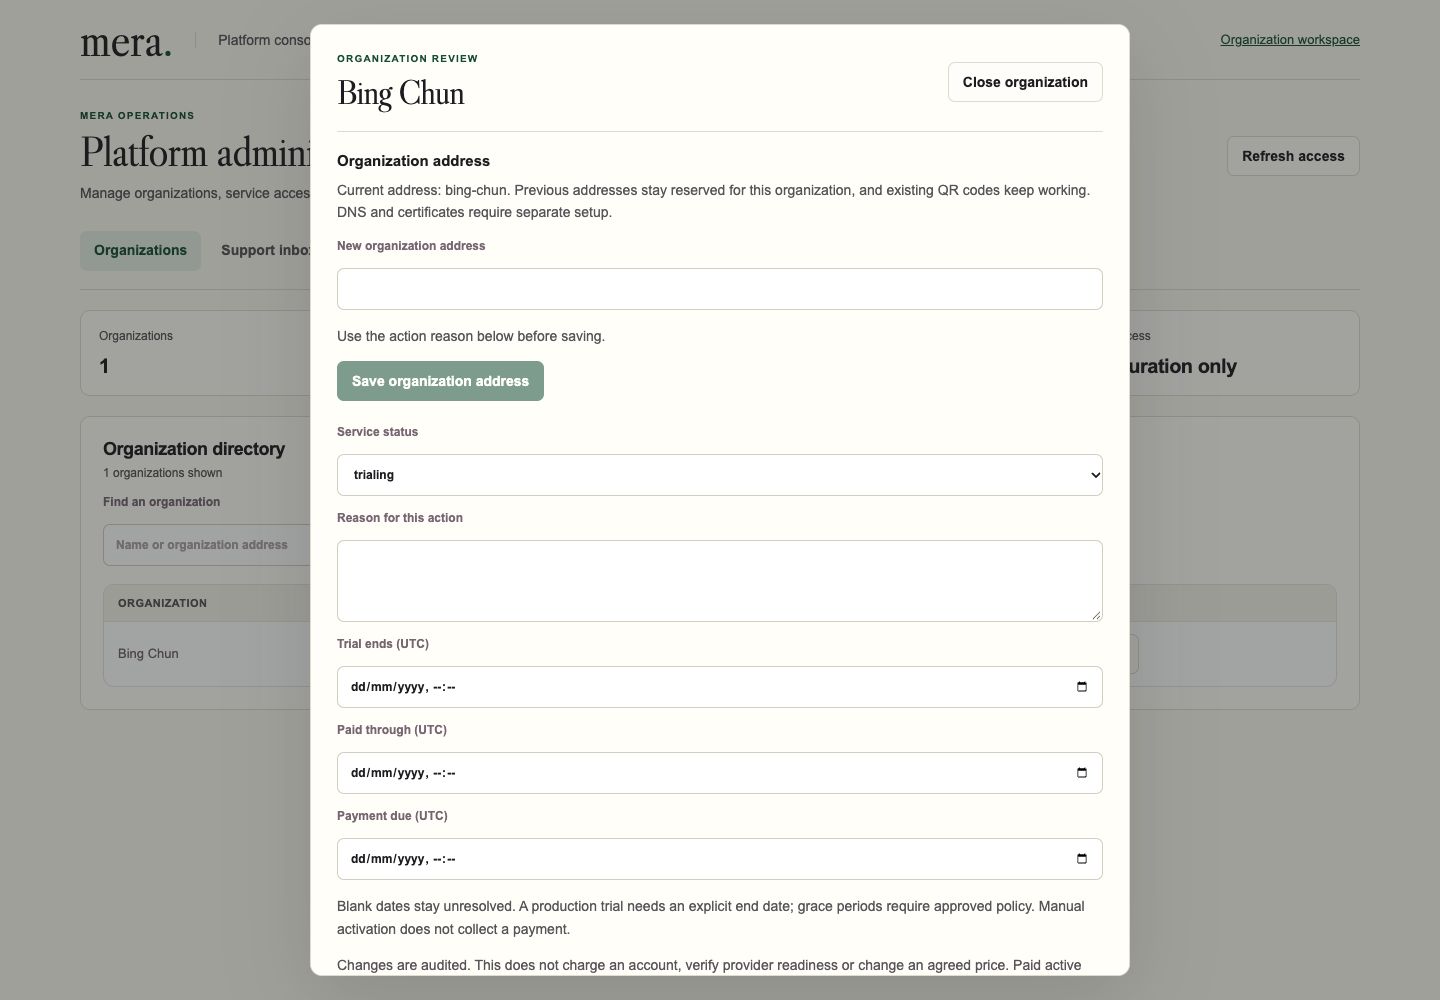 mera.
Platform conso
Organization workspace
MERA OPERATIONS
Platform admini
Manage organizations, service acces
Refresh access
Organizations
Support inbo
Organizations
1
cess
uration only
Organization directory
1 organizations shown
Find an organization
Name or organization address
ORGANIZATION
Bing Chun
ORGANIZATION REVIEW
Bing Chun
Close organization
Organization address
Current address: bing-chun. Previous addresses stay reserved for this organization, and existing QR codes keep working.
DNS and certificates require separate setup.
New organization address
Use the action reason below before saving.
Save organization address
Service status
trialing
Reason for this action
Trial ends (UTC)
dd/mm/yyyy, --:--
Paid through (UTC)
dd/mm/yyyy, --:--
Payment due (UTC)
dd/mm/yyyy, --:--
Blank dates stay unresolved. A production trial needs an explicit end date; grace periods require approved policy. Manual
activation does not collect a payment.
Changes are audited. This does not charge an account, verify provider readiness or change an agreed price. Paid active